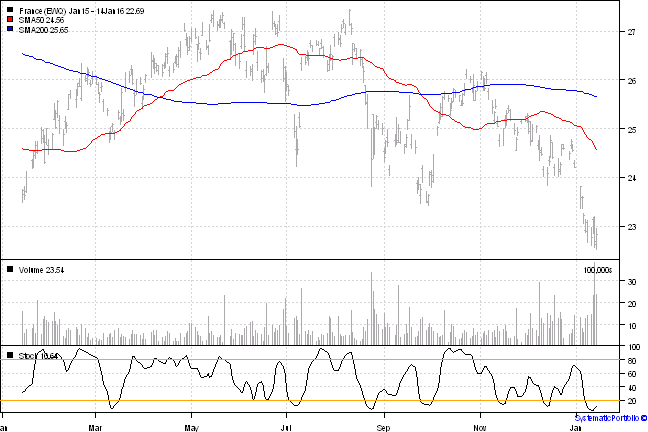 France (EWQ) Jan 15 - 14Jan16 22.69
SMA50 24.56
SMA200 25.65
27
26
25
24
23
Volume 23.54
100,000s
30
20
10
Stoch 10.64
100
80
60
40
20
an Mar May Jul Sep Nov Jan
SystematicPortfolio ©